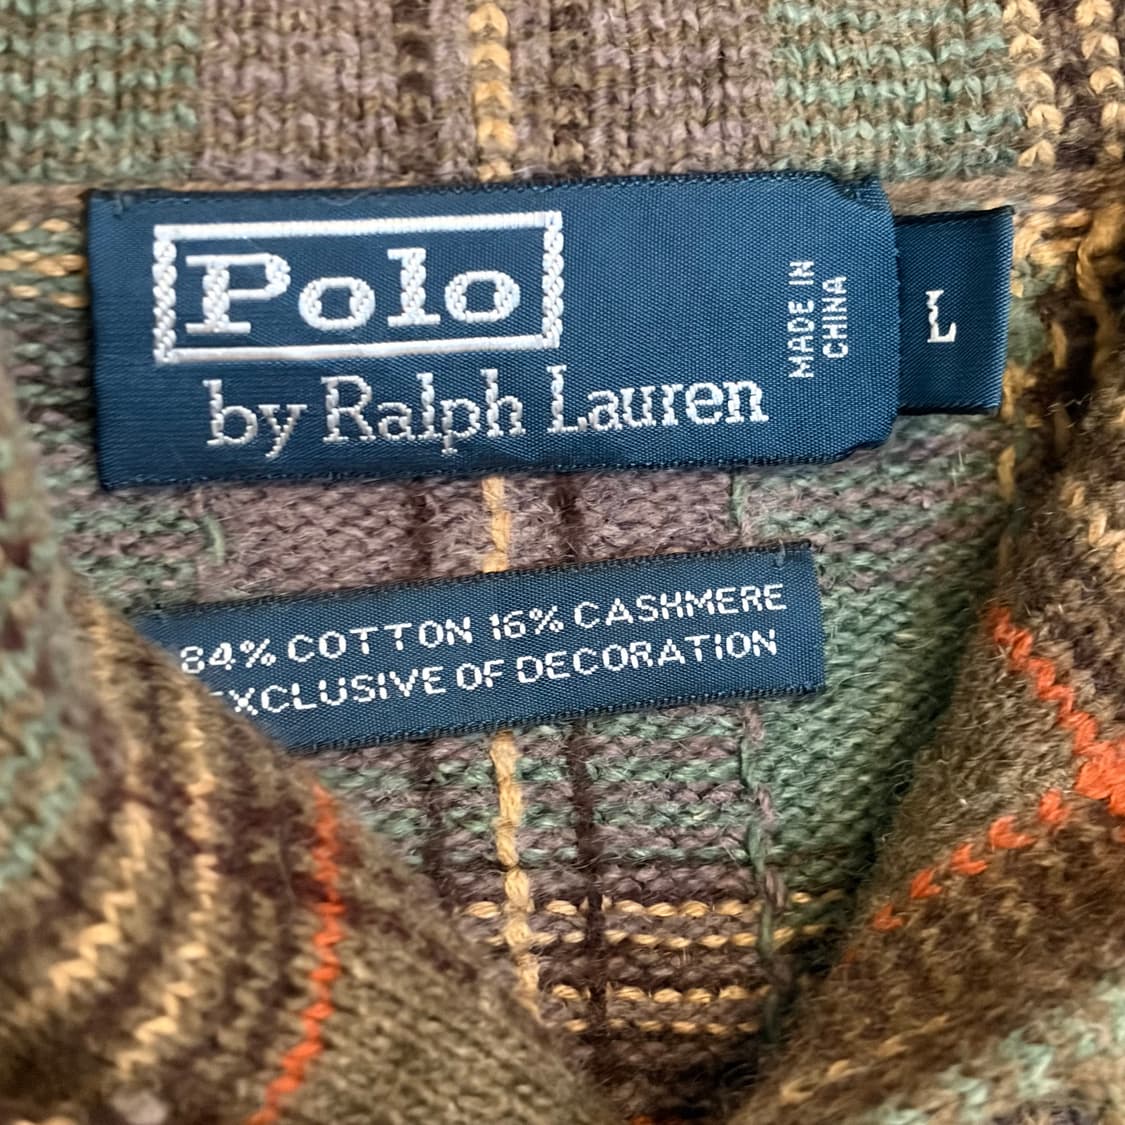 Polo
by Ralph Lauren
MADE IN
CHINA
L
84% COTTON 16% CASHMERE
EXCLUSIVE OF DECORATION